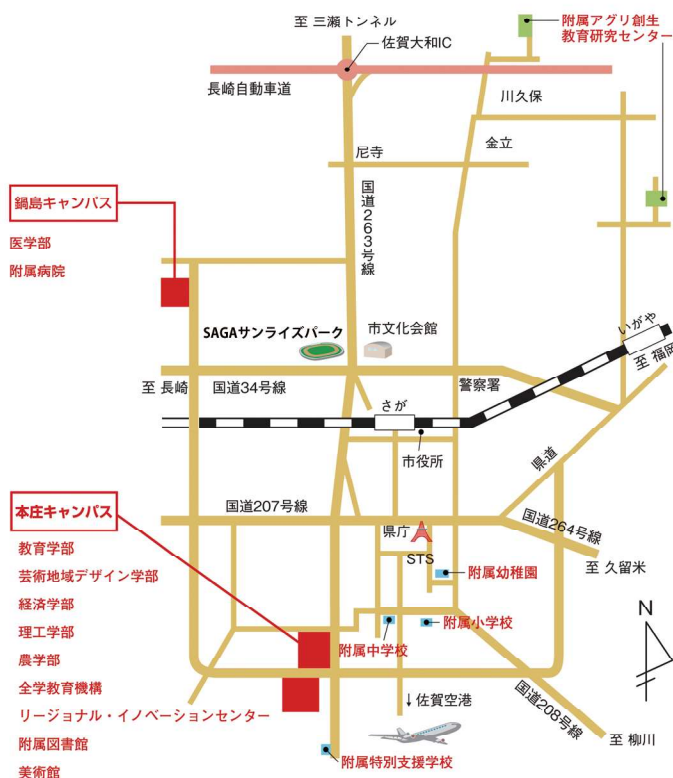 至 三瀬トンネル
附属アグリ創生
教育研究センター
佐賀大和IC
長崎自動車道
川久保
金立
尼寺
国道263号線
鍋島キャンパス
医学部
附属病院
SAGAサンライズパーク
市文化会館
いがや
至 福岡
至 長崎
国道34号線
警察署
さが
市役所
県道
本庄キャンパス
国道207号線
国道264号線
県庁
STS
至 久留米
教育学部
芸術地域デザイン学部
経済学部
理工学部
農学部
全学教育機構
リージョナル・イノベーションセンター
附属図書館
美術館
附属幼稚園
附属小学校
附属中学校
N
↓佐賀空港
国道208号線
至 柳川
附属特別支援学校